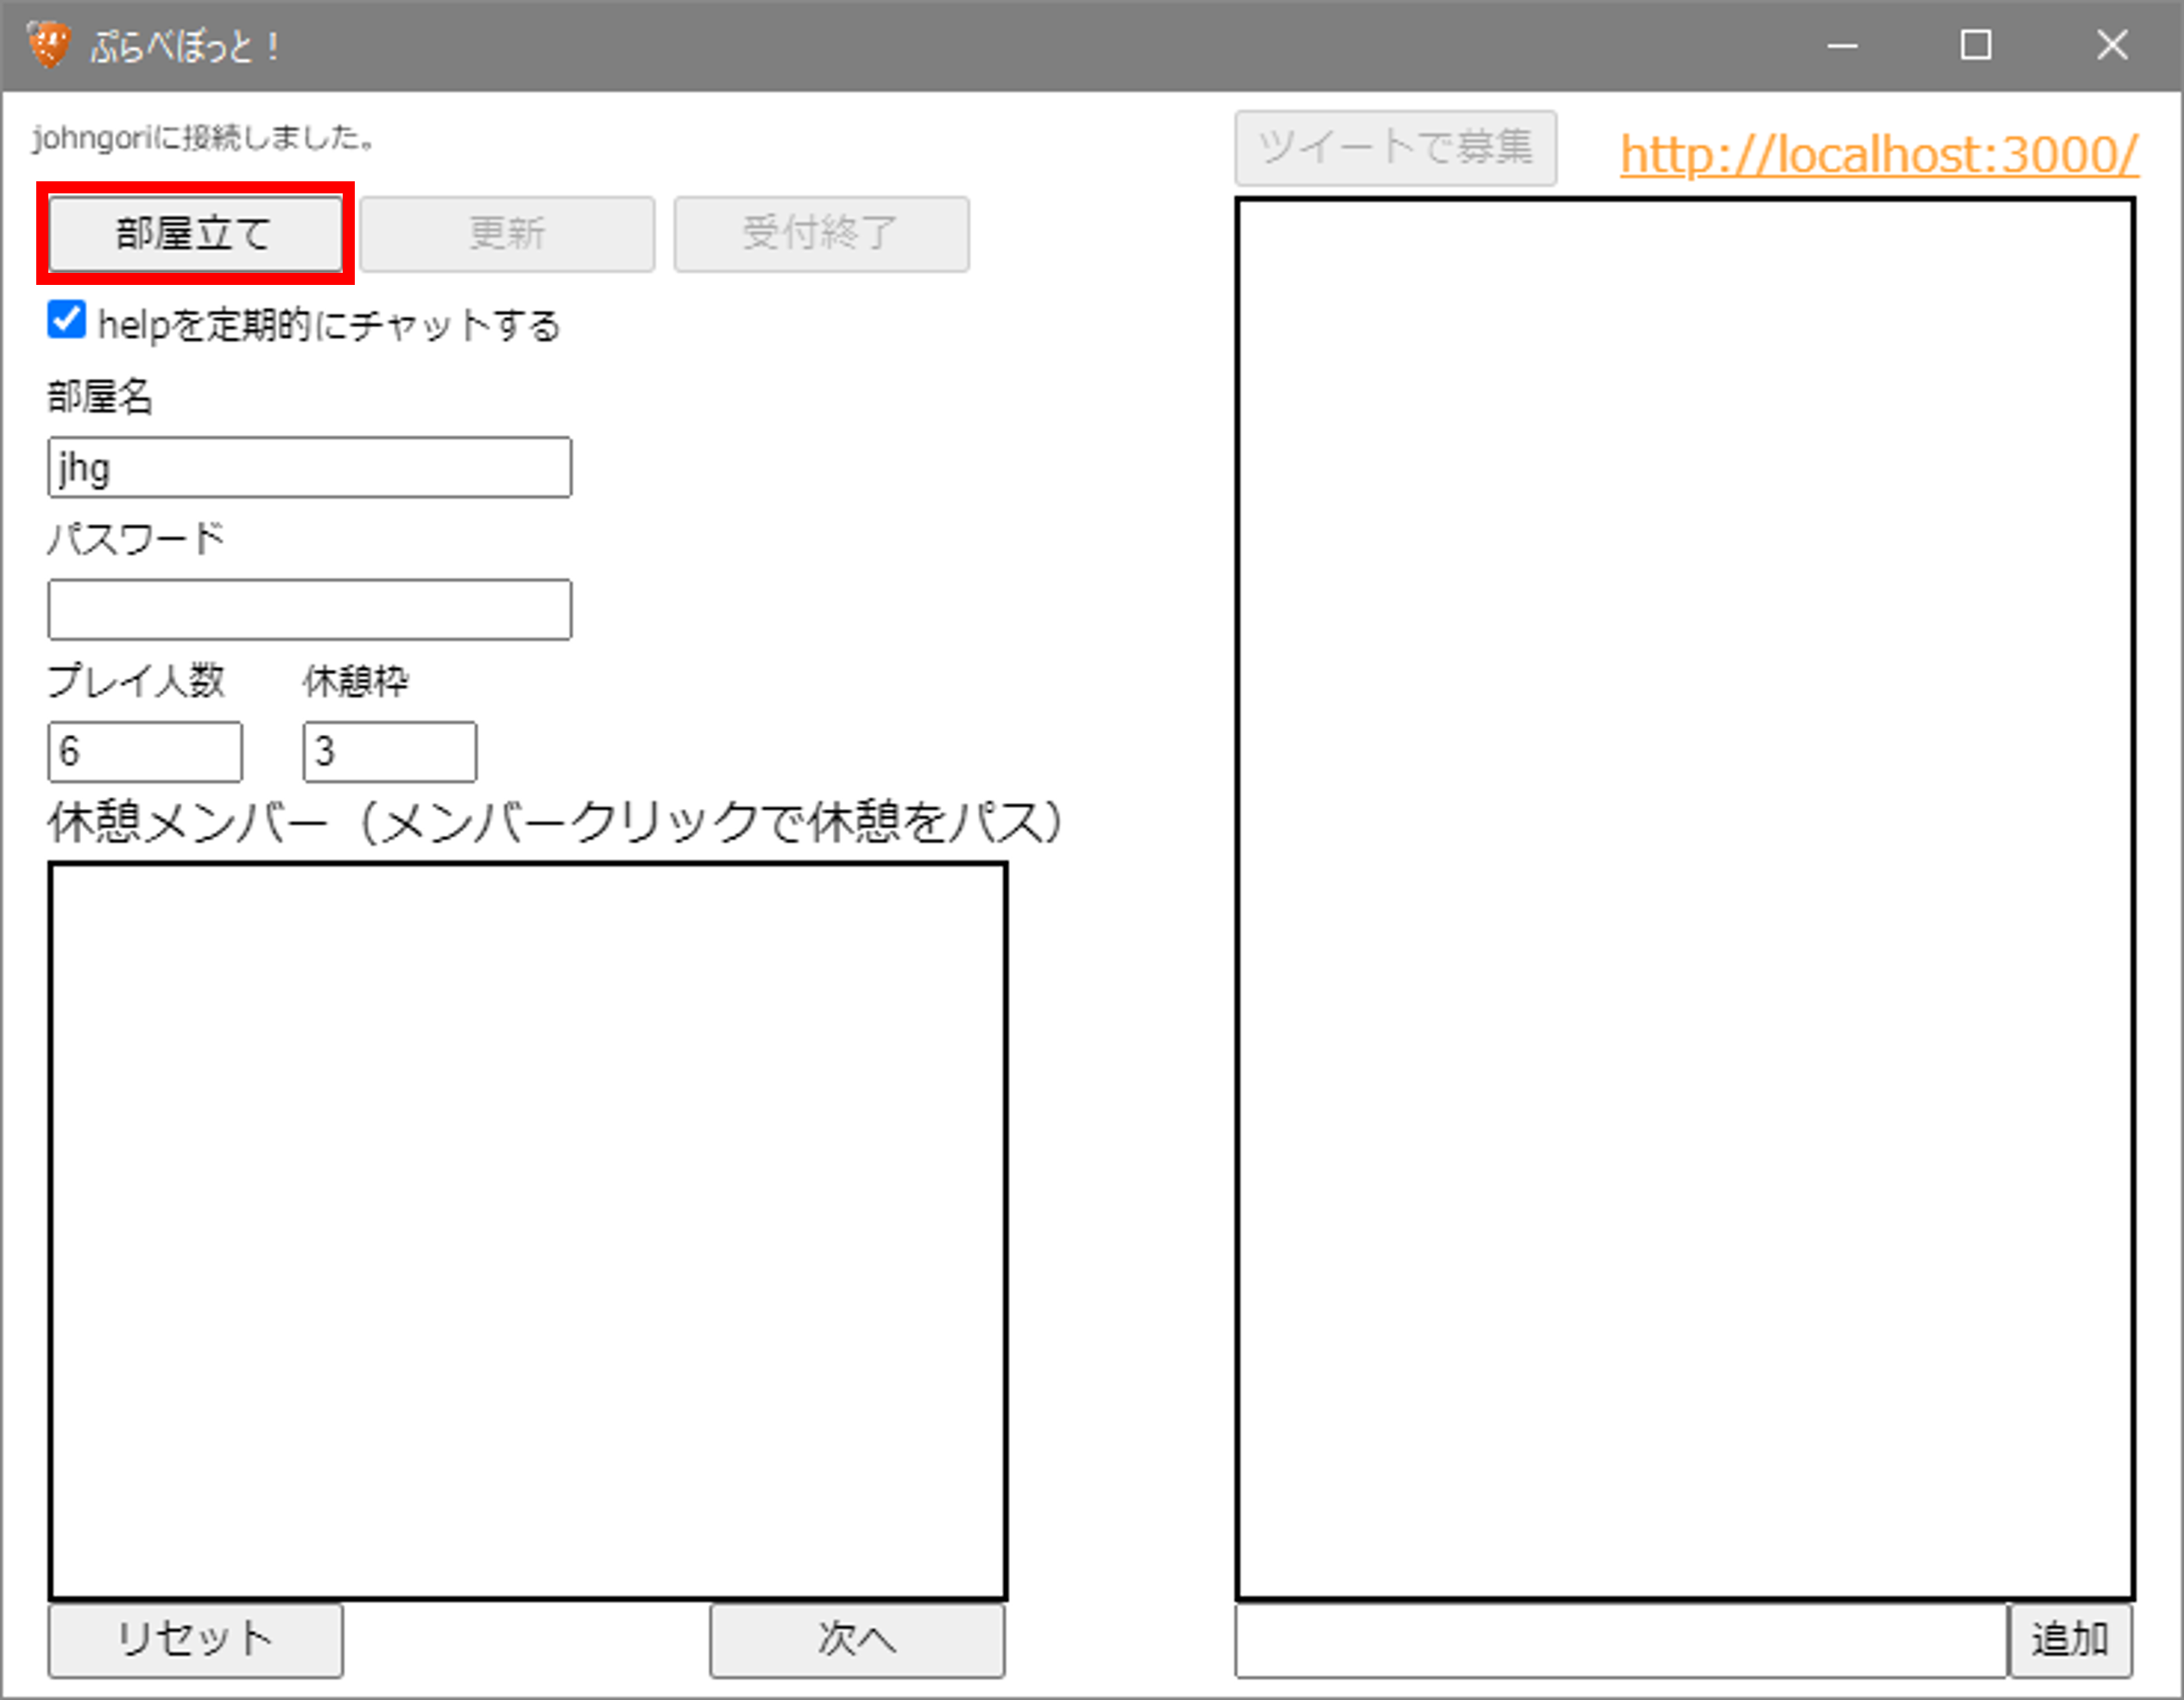 ぷらべぼっと！
johngoriに接続しました。
ツイートで募集
http://localhost:3000/
部屋立て
更新
受付終了
helpを定期的にチャットする
部屋名
jhg
パスワード
プレイ人数
休憩枠
6
3
休憩メンバー（メンバークリックで休憩をパス）
リセット
次へ
追加